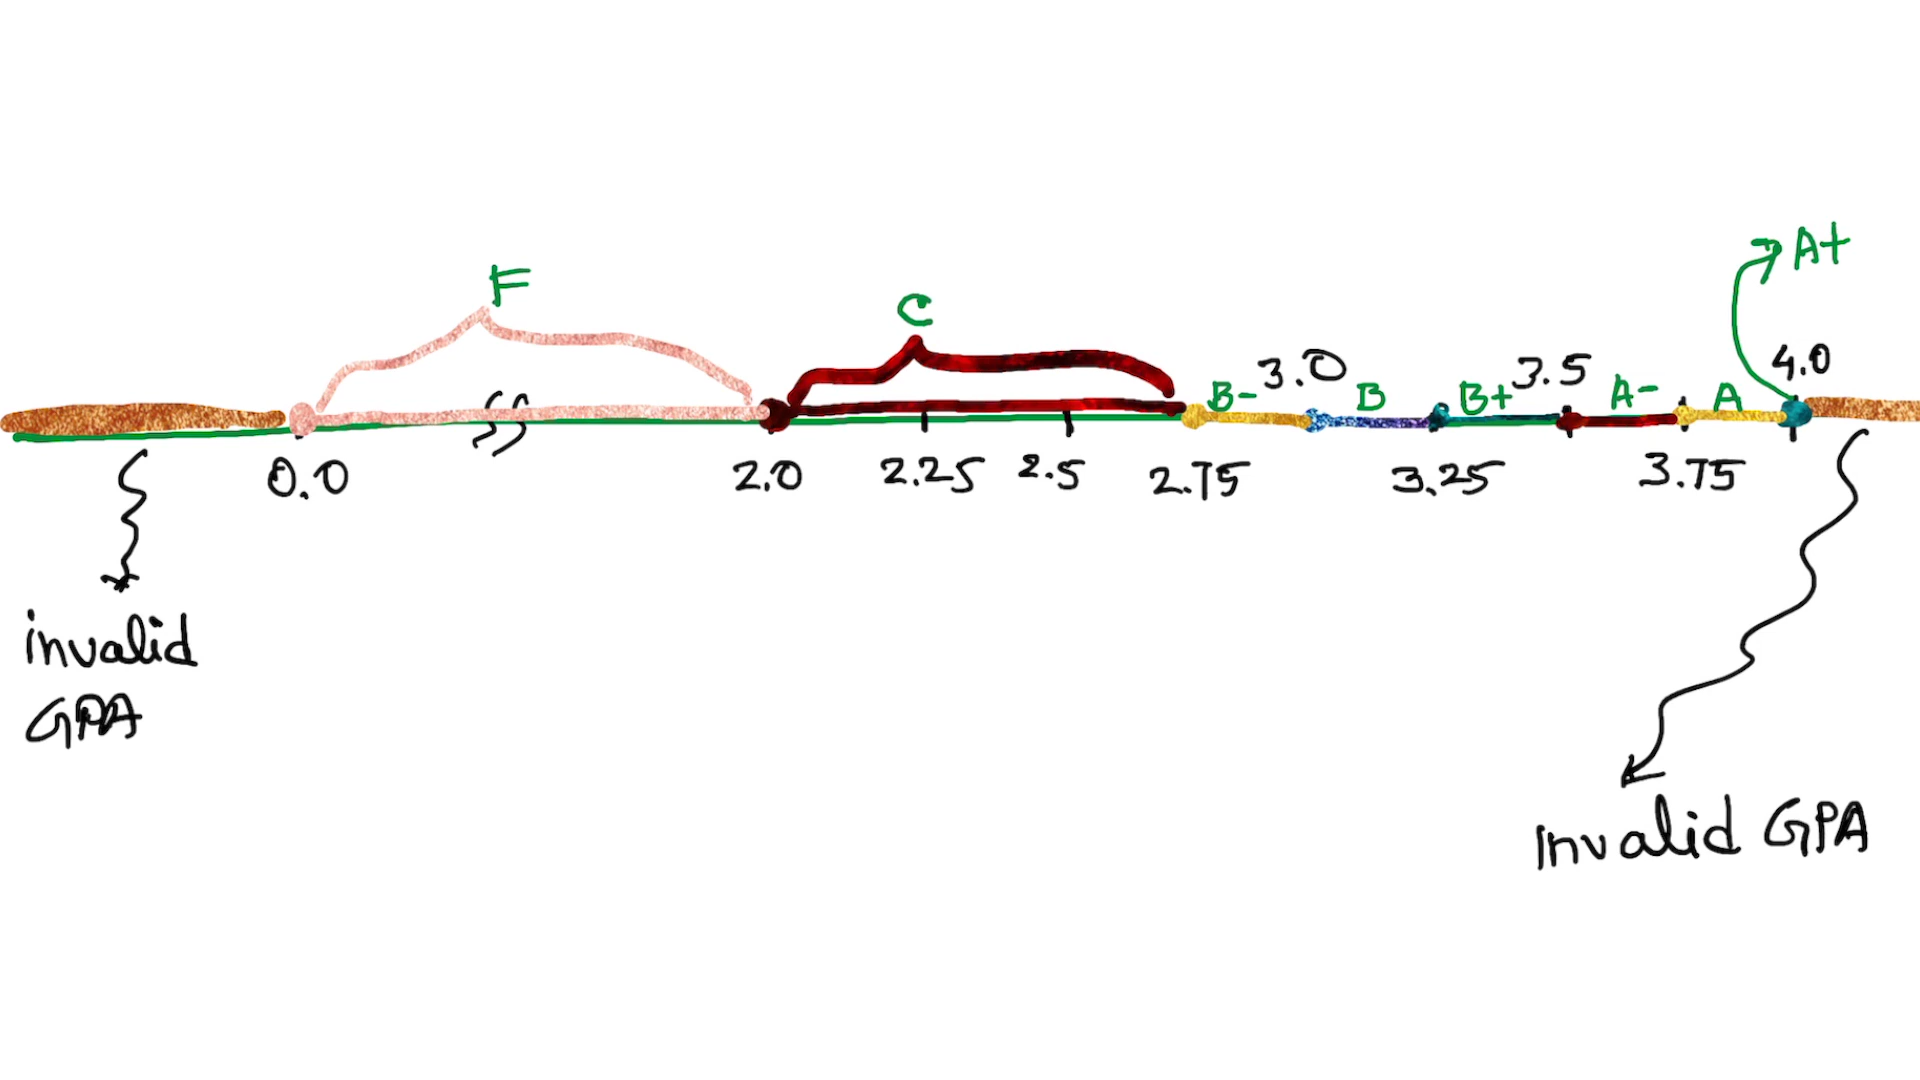 A+
F
C
3.0
3.5
4.0
B-
B
B+
A-
A
0.0
2.0
2.25
2.5
2.75
3.25
3.75
invalid
GPA
Invalid GPA